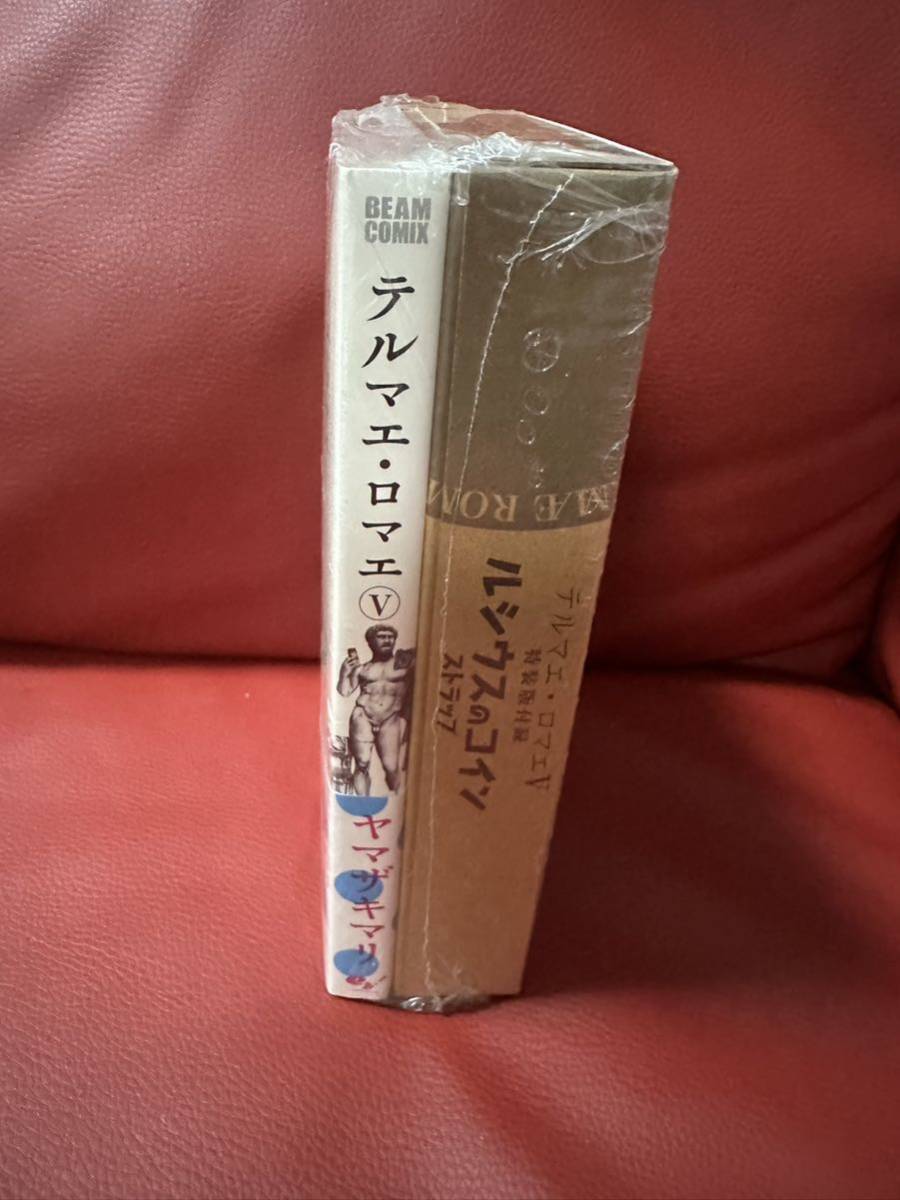 BEAM
COMIX
テルマエ・ロマエ
V
ヤマザキマリ
MÆ ROM
テルマエ・ロマエV
特装版付録
ルシウスのコイン
ストラップ